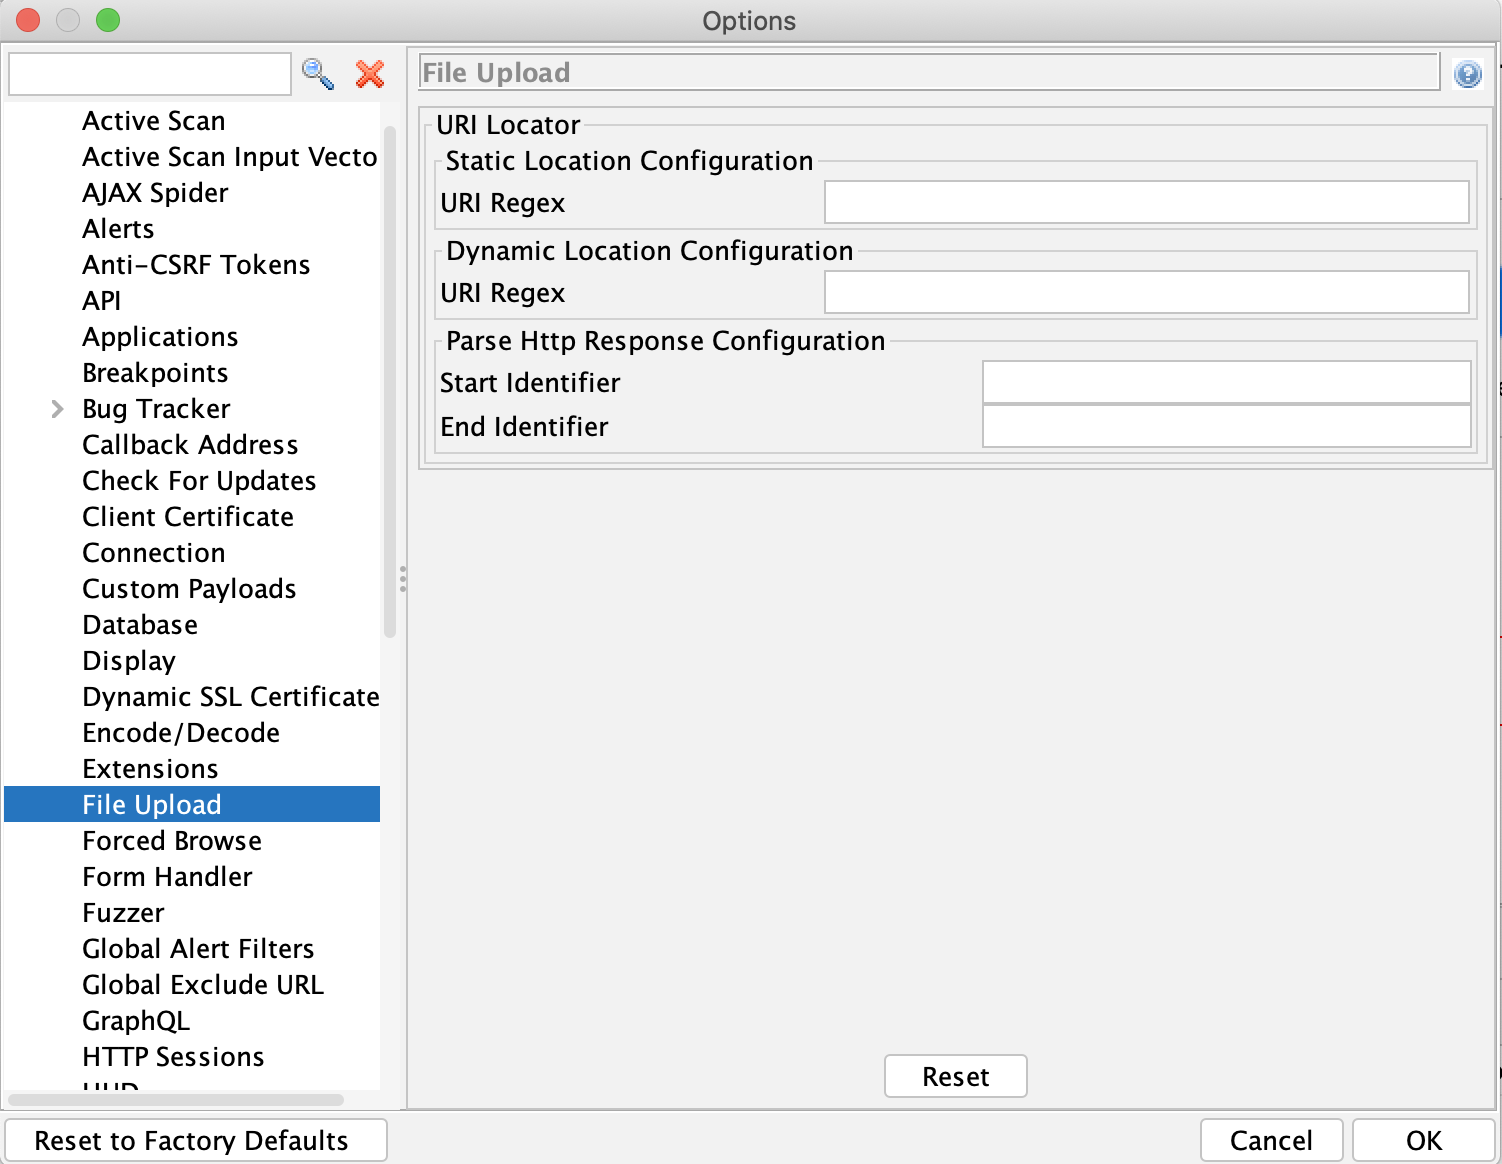 Options
File Upload
Active Scan
Active Scan Input Vecto
AJAX Spider
Alerts
Anti-CSRF Tokens
API
Applications
Breakpoints
Bug Tracker
Callback Address
Check For Updates
Client Certificate
Connection
Custom Payloads
Database
Display
Dynamic SSL Certificate
Encode/Decode
Extensions
File Upload
Forced Browse
Form Handler
Fuzzer
Global Alert Filters
Global Exclude URL
GraphQL
HTTP Sessions
HUD
URI Locator
Static Location Configuration
URI Regex
Dynamic Location Configuration
URI Regex
Parse Http Response Configuration
Start Identifier
End Identifier
Reset
Reset to Factory Defaults
Cancel
OK